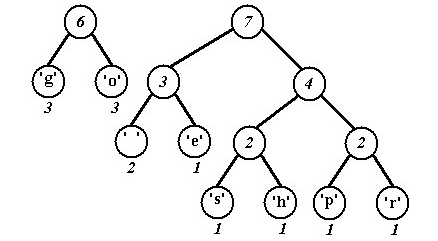 6 7
'g' 'o' 3 4
3 3
' ' 'e' 2 2
2 1
's' 'h' 'p' 'r'
1 1 1 1